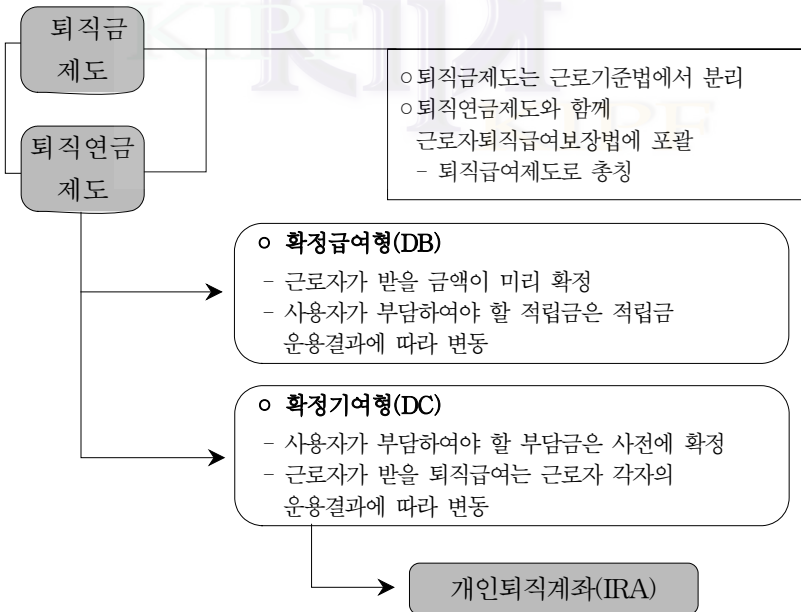 퇴직금
제도
○퇴직금제도는 근로기준법에서 분리
○퇴직연금제도와 함께
근로자퇴직급여보장법에 포괄
- 퇴직급여제도로 총칭
퇴직연금
제도
○ 확정급여형(DB)
- 근로자가 받을 금액이 미리 확정
- 사용자가 부담하여야 할 적립금은 적립금
운용결과에 따라 변동
○ 확정기여형(DC)
- 사용자가 부담하여야 할 부담금은 사전에 확정
- 근로자가 받을 퇴직급여는 근로자 각자의
운용결과에 따라 변동
개인퇴직계좌(IRA)